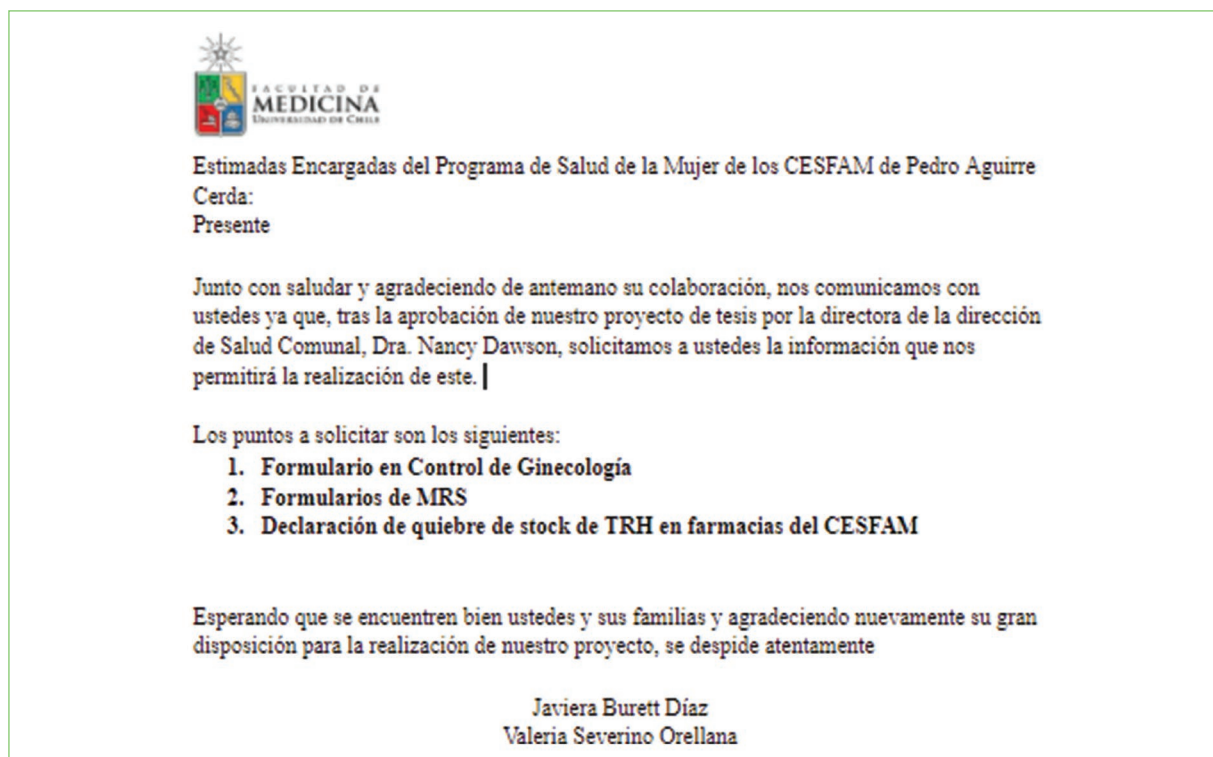 FACULTAD DE
MEDICINA
UNIVERSIDAD DE CHILE
Estimadas Encargadas del Programa de Salud de la Mujer de los CESFAM de Pedro Aguirre
Cerda:
Presente
Junto con saludar y agradeciendo de antemano su colaboración, nos comunicamos con
ustedes ya que, tras la aprobación de nuestro proyecto de tesis por la directora de la dirección
de Salud Comunal, Dra. Nancy Dawson, solicitamos a ustedes la información que nos
permitirá la realización de este.
Los puntos a solicitar son los siguientes:
1. Formulario en Control de Ginecología
2. Formularios de MRS
3. Declaración de quiebre de stock de TRH en farmacias del CESFAM
Esperando que se encuentren bien ustedes y sus familias y agradeciendo nuevamente su gran
disposición para la realización de nuestro proyecto, se despide atentamente
Javiera Burett Díaz
Valeria Severino Orellana